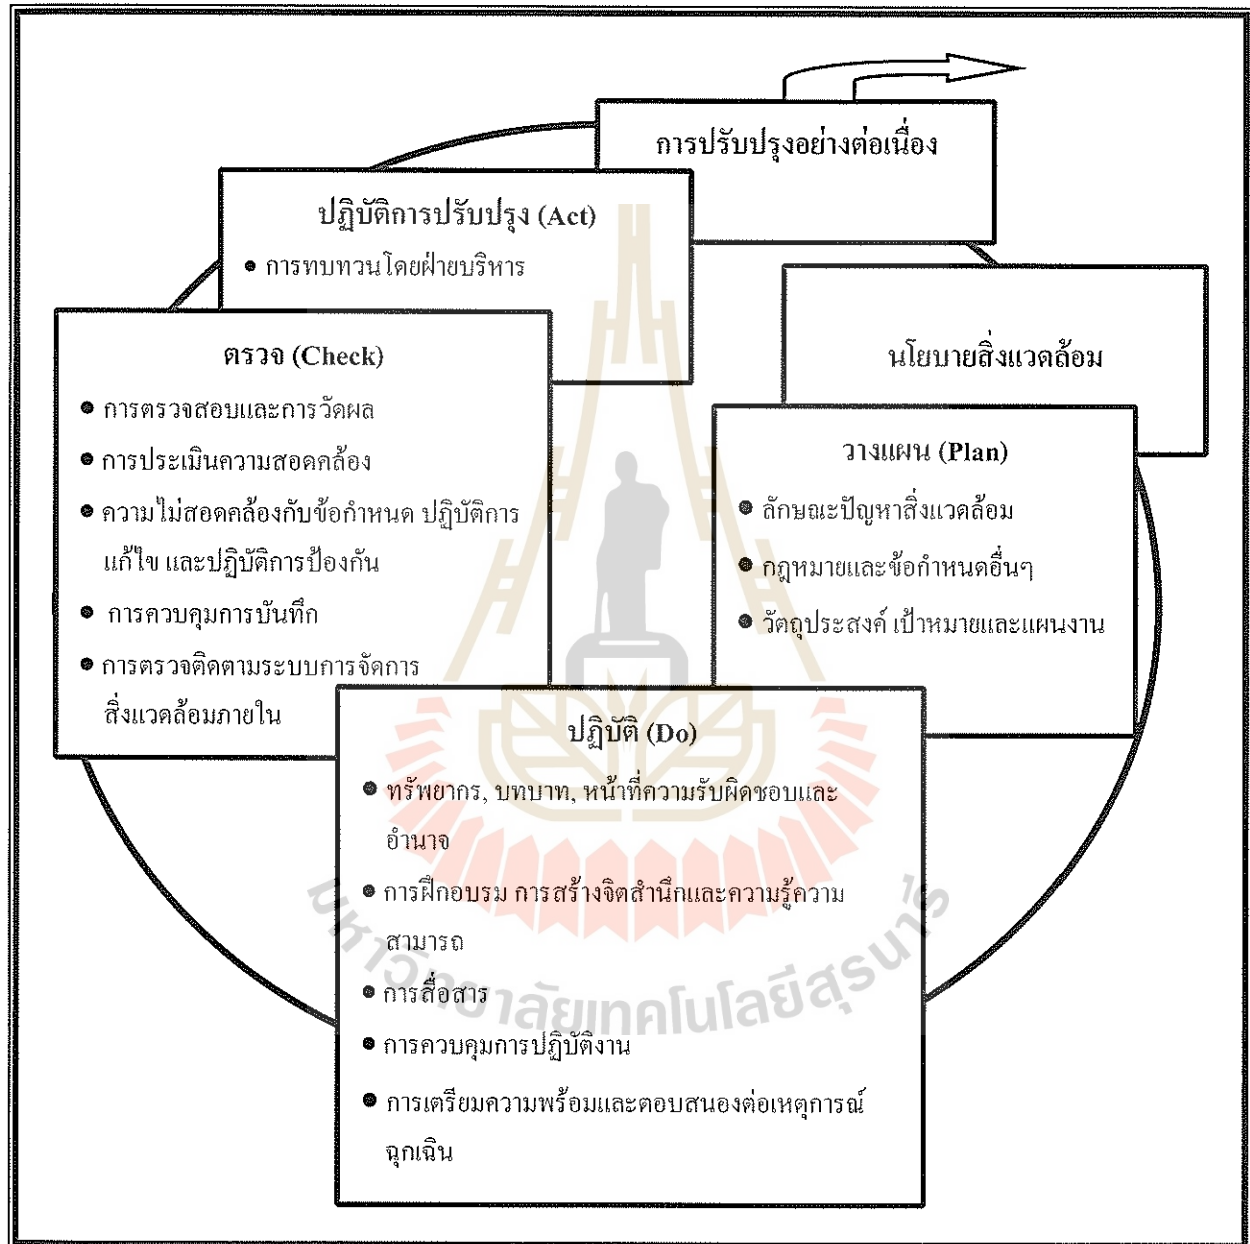 การปรับปรุงอย่างต่อเนื่อง
ปฏิบัติการปรับปรุง (Act)
● การทบทวนโดยฝ่ายบริหาร
ตรวจ (Check)
● การตรวจสอบและการวัดผล
● การประเมินความสอดคล้อง
● ความไม่สอดคล้องกับข้อกำหนด ปฏิบัติการ
แก้ไข และปฏิบัติการป้องกัน
● การควบคุมการบันทึก
● การตรวจติดตามระบบการจัดการ
สิ่งแวดล้อมภายใน
นโยบายสิ่งแวดล้อม
วางแผน (Plan)
● ลักษณะปัญหาสิ่งแวดล้อม
● กฎหมายและข้อกำหนดอื่นๆ
● วัตถุประสงค์ เป้าหมายและแผนงาน
ปฏิบัติ (Do)
● ทรัพยากร, บทบาท, หน้าที่ความรับผิดชอบและ
อำนาจ
● การฝึกอบรม การสร้างจิตสำนึกและความรู้ความ
สามารถ
● การสื่อสาร
● การควบคุมการปฏิบัติงาน
● การเตรียมความพร้อมและตอบสนองต่อเหตุการณ์
ฉุกเฉิน
มหาวิทยาลัยเทคโนโลยีสุรนารี